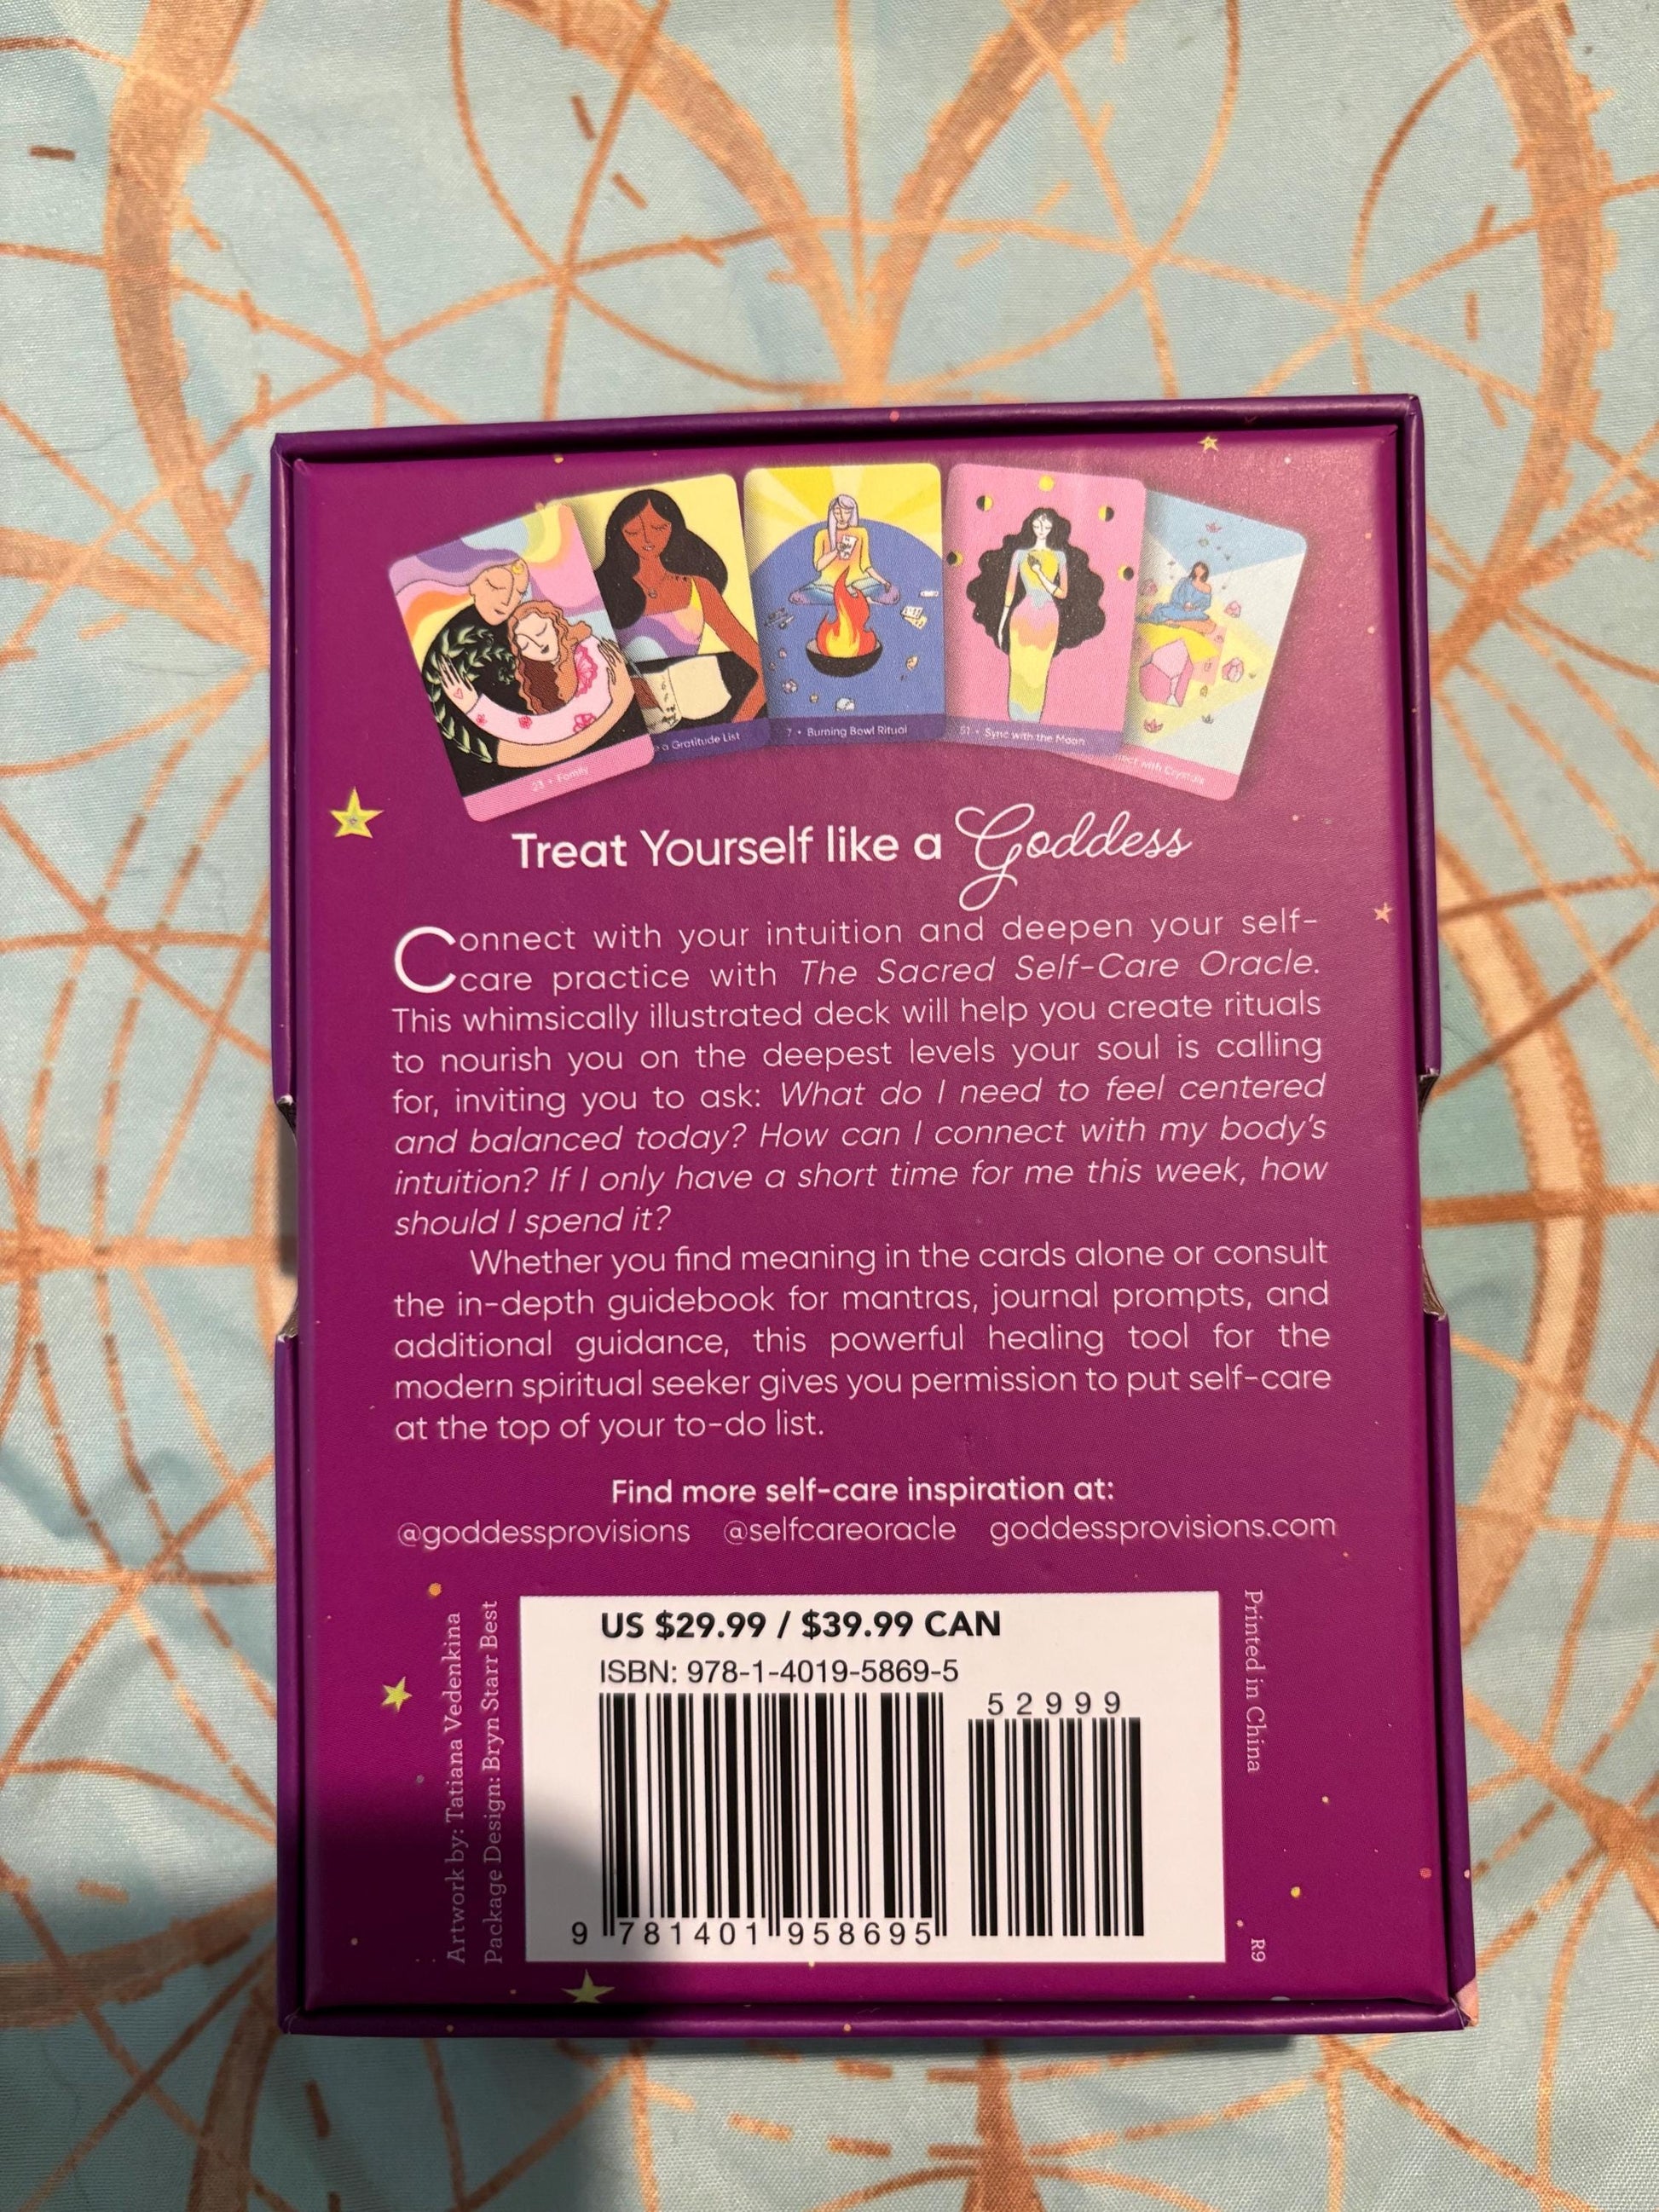 23 • Family
a Gratitude List
7 • Burning Bowl Ritual
51 • Sync with the Moon
with Crystals
Treat Yourself like a Goddess
Connect with your intuition and deepen your self-
care practice with The Sacred Self-Care Oracle.
This whimsically illustrated deck will help you create rituals
to nourish you on the deepest levels your soul is calling
for, inviting you to ask: What do I need to feel centered
and balanced today? How can I connect with my body’s
intuition? If I only have a short time for me this week, how
should I spend it?
Whether you find meaning in the cards alone or consult
the in-depth guidebook for mantras, journal prompts, and
additional guidance, this powerful healing tool for the
modern spiritual seeker gives you permission to put self-care
at the top of your to-do list.
Find more self-care inspiration at:
@goddessprovisions @selfcareoracle goddessprovisions.com
Artwork by: Tatiana Vedenkina
Package Design: Bryn Starr Best
US $29.99 / $39.99 CAN
ISBN: 978-1-4019-5869-5
52999
9 781401 958695
Printed in China
R9